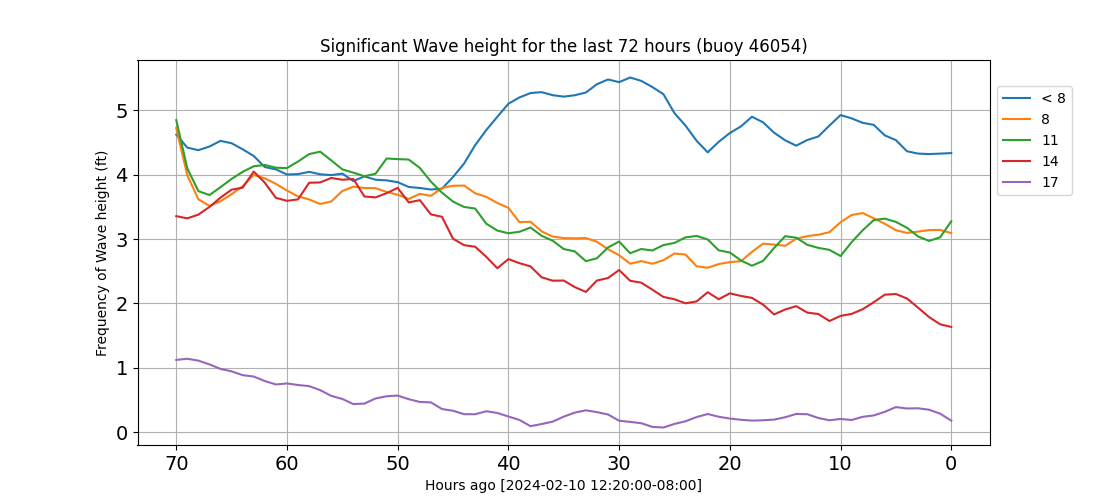 Significant Wave height for the last 72 hours (buoy 46054)
Frequency of Wave height (ft)
5
4
3
2
1
0
70 60 50 40 30 20 10 0
Hours ago [2024-02-10 12:20:00-08:00]
< 8
8
11
14
17